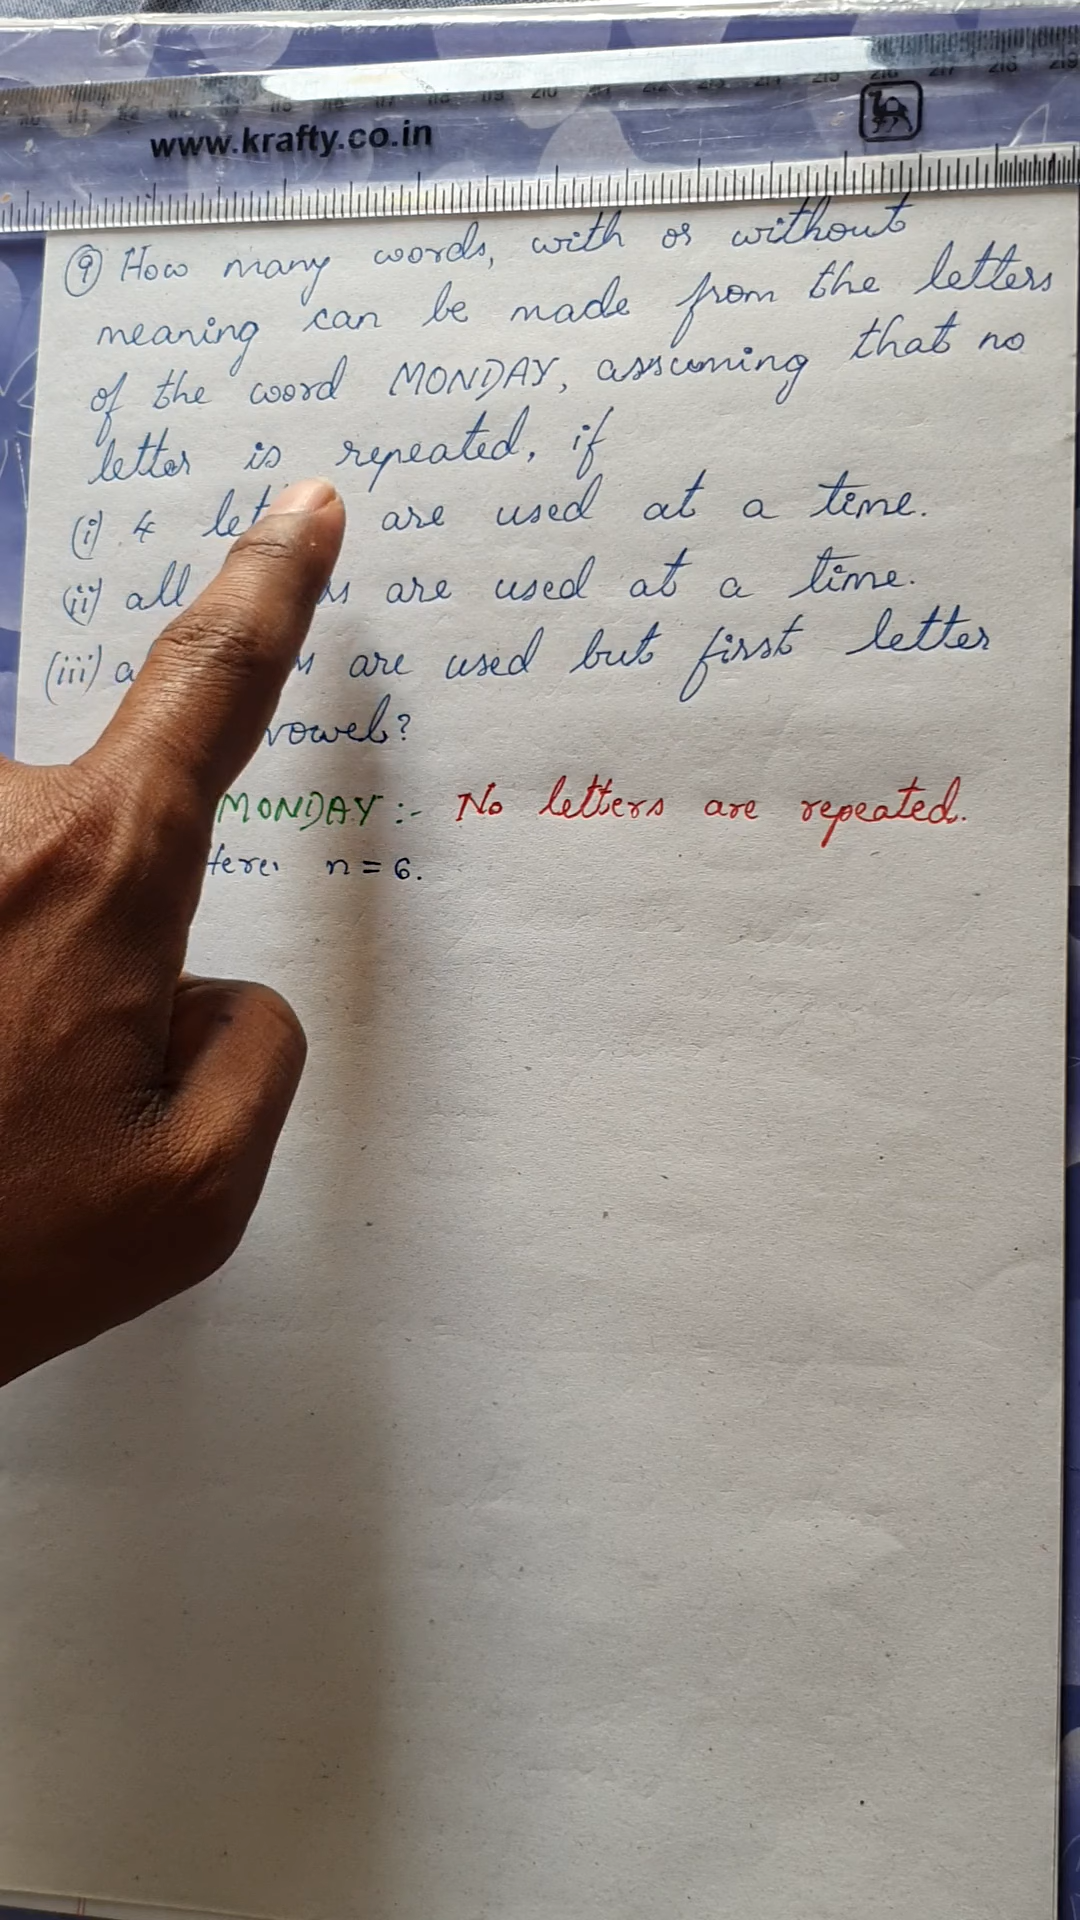 www.krafty.co.in
9 How many words, with or without
meaning can be made from the letters
of the word MONDAY, assuming that no
letter is repeated, if
(i) 4 are used at a time.
(ii) all are used at a time.
(iii) are used but first letter
vowel?
MONDAY :- No letters are repeated.
Here, n = 6.